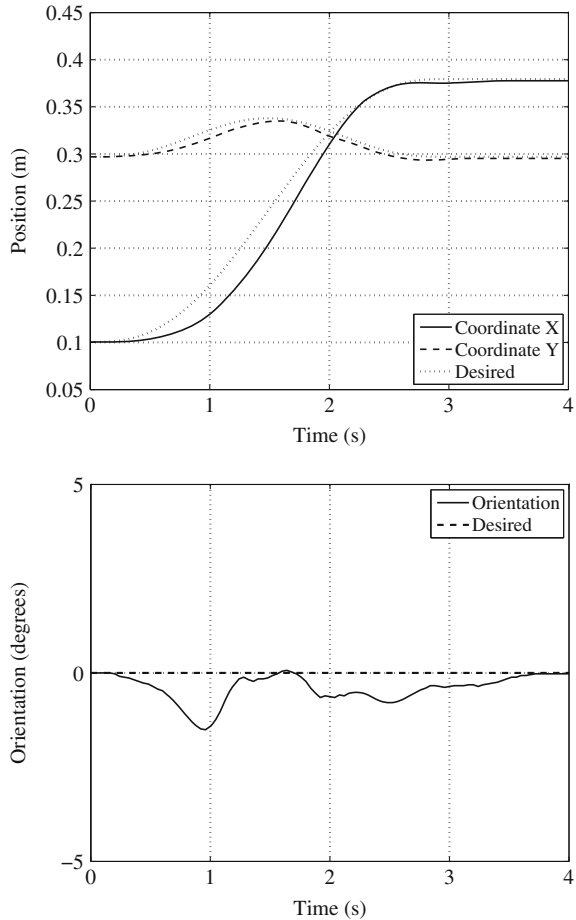 0.45
0.4
0.35
0.3
0.25
0.2
0.15
0.1
0.05
Position (m)
Coordinate X
Coordinate Y
Desired
0 1 2 3 4
Time (s)
5
0
−5
Orientation (degrees)
Orientation
Desired
0 1 2 3 4
Time (s)